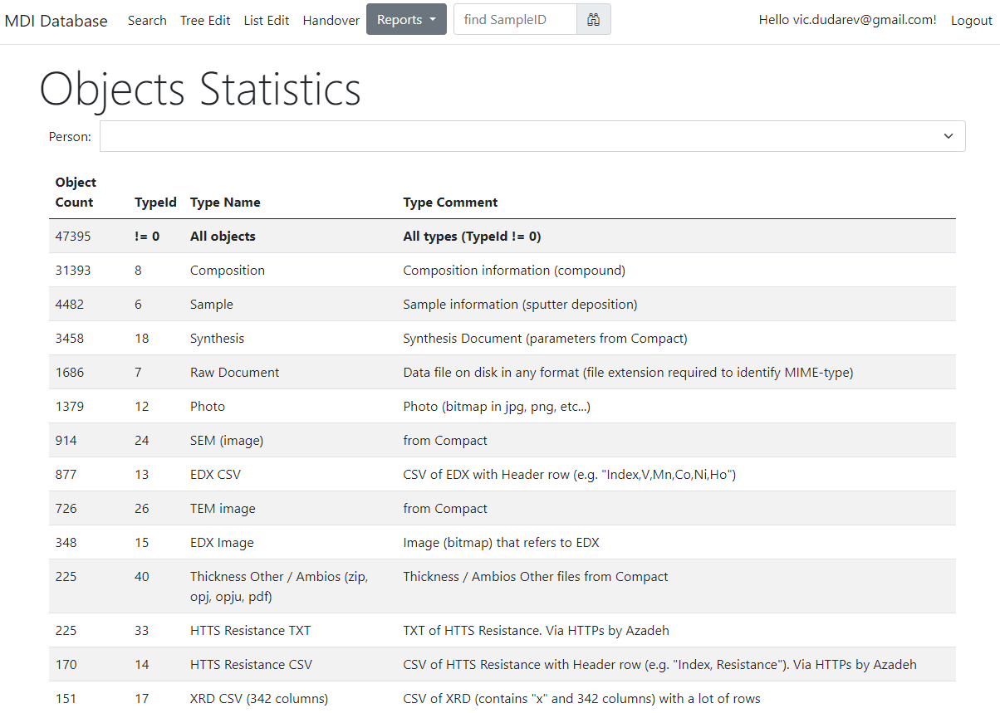 MDI Database Search Tree Edit List Edit Handover Reports find SampleID Hello vic.dudarev@gmail.com! Logout
Objects Statistics
Person:
Object
Count TypeId Type Name Type Comment
47395 != 0 All objects All types (TypeId != 0)
31393 8 Composition Composition information (compound)
4482 6 Sample Sample information (sputter deposition)
3458 18 Synthesis Synthesis Document (parameters from Compact)
1686 7 Raw Document Data file on disk in any format (file extension required to identify MIME-type)
1379 12 Photo Photo (bitmap in jpg, png, etc...)
914 24 SEM (image) from Compact
877 13 EDX CSV CSV of EDX with Header row (e.g. "Index,V,Mn,Co,Ni,Ho")
726 26 TEM image from Compact
348 15 EDX Image Image (bitmap) that refers to EDX
225 40 Thickness Other / Ambios (zip, Thickness / Ambios Other files from Compact
opj, opju, pdf)
225 33 HTTS Resistance TXT TXT of HTTS Resistance. Via HTTPs by Azadeh
170 14 HTTS Resistance CSV CSV of HTTS Resistance with Header row (e.g. "Index, Resistance"). Via HTTPs by Azadeh
151 17 XRD CSV (342 columns) CSV of XRD (contains "x" and 342 columns) with a lot of rows